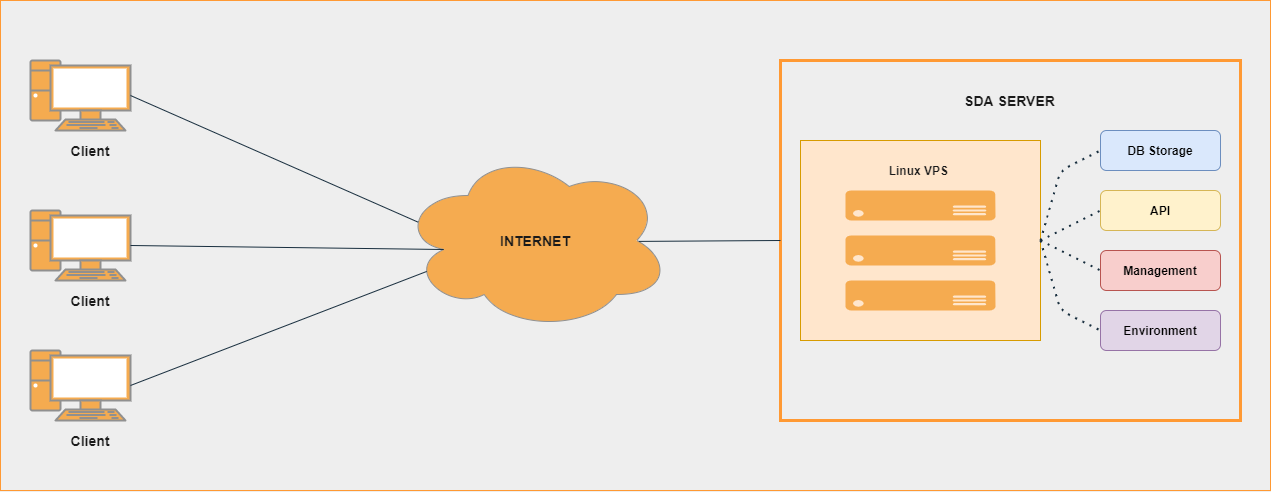 Client
Client
Client
INTERNET
SDA SERVER
Linux VPS
DB Storage
API
Management
Environment